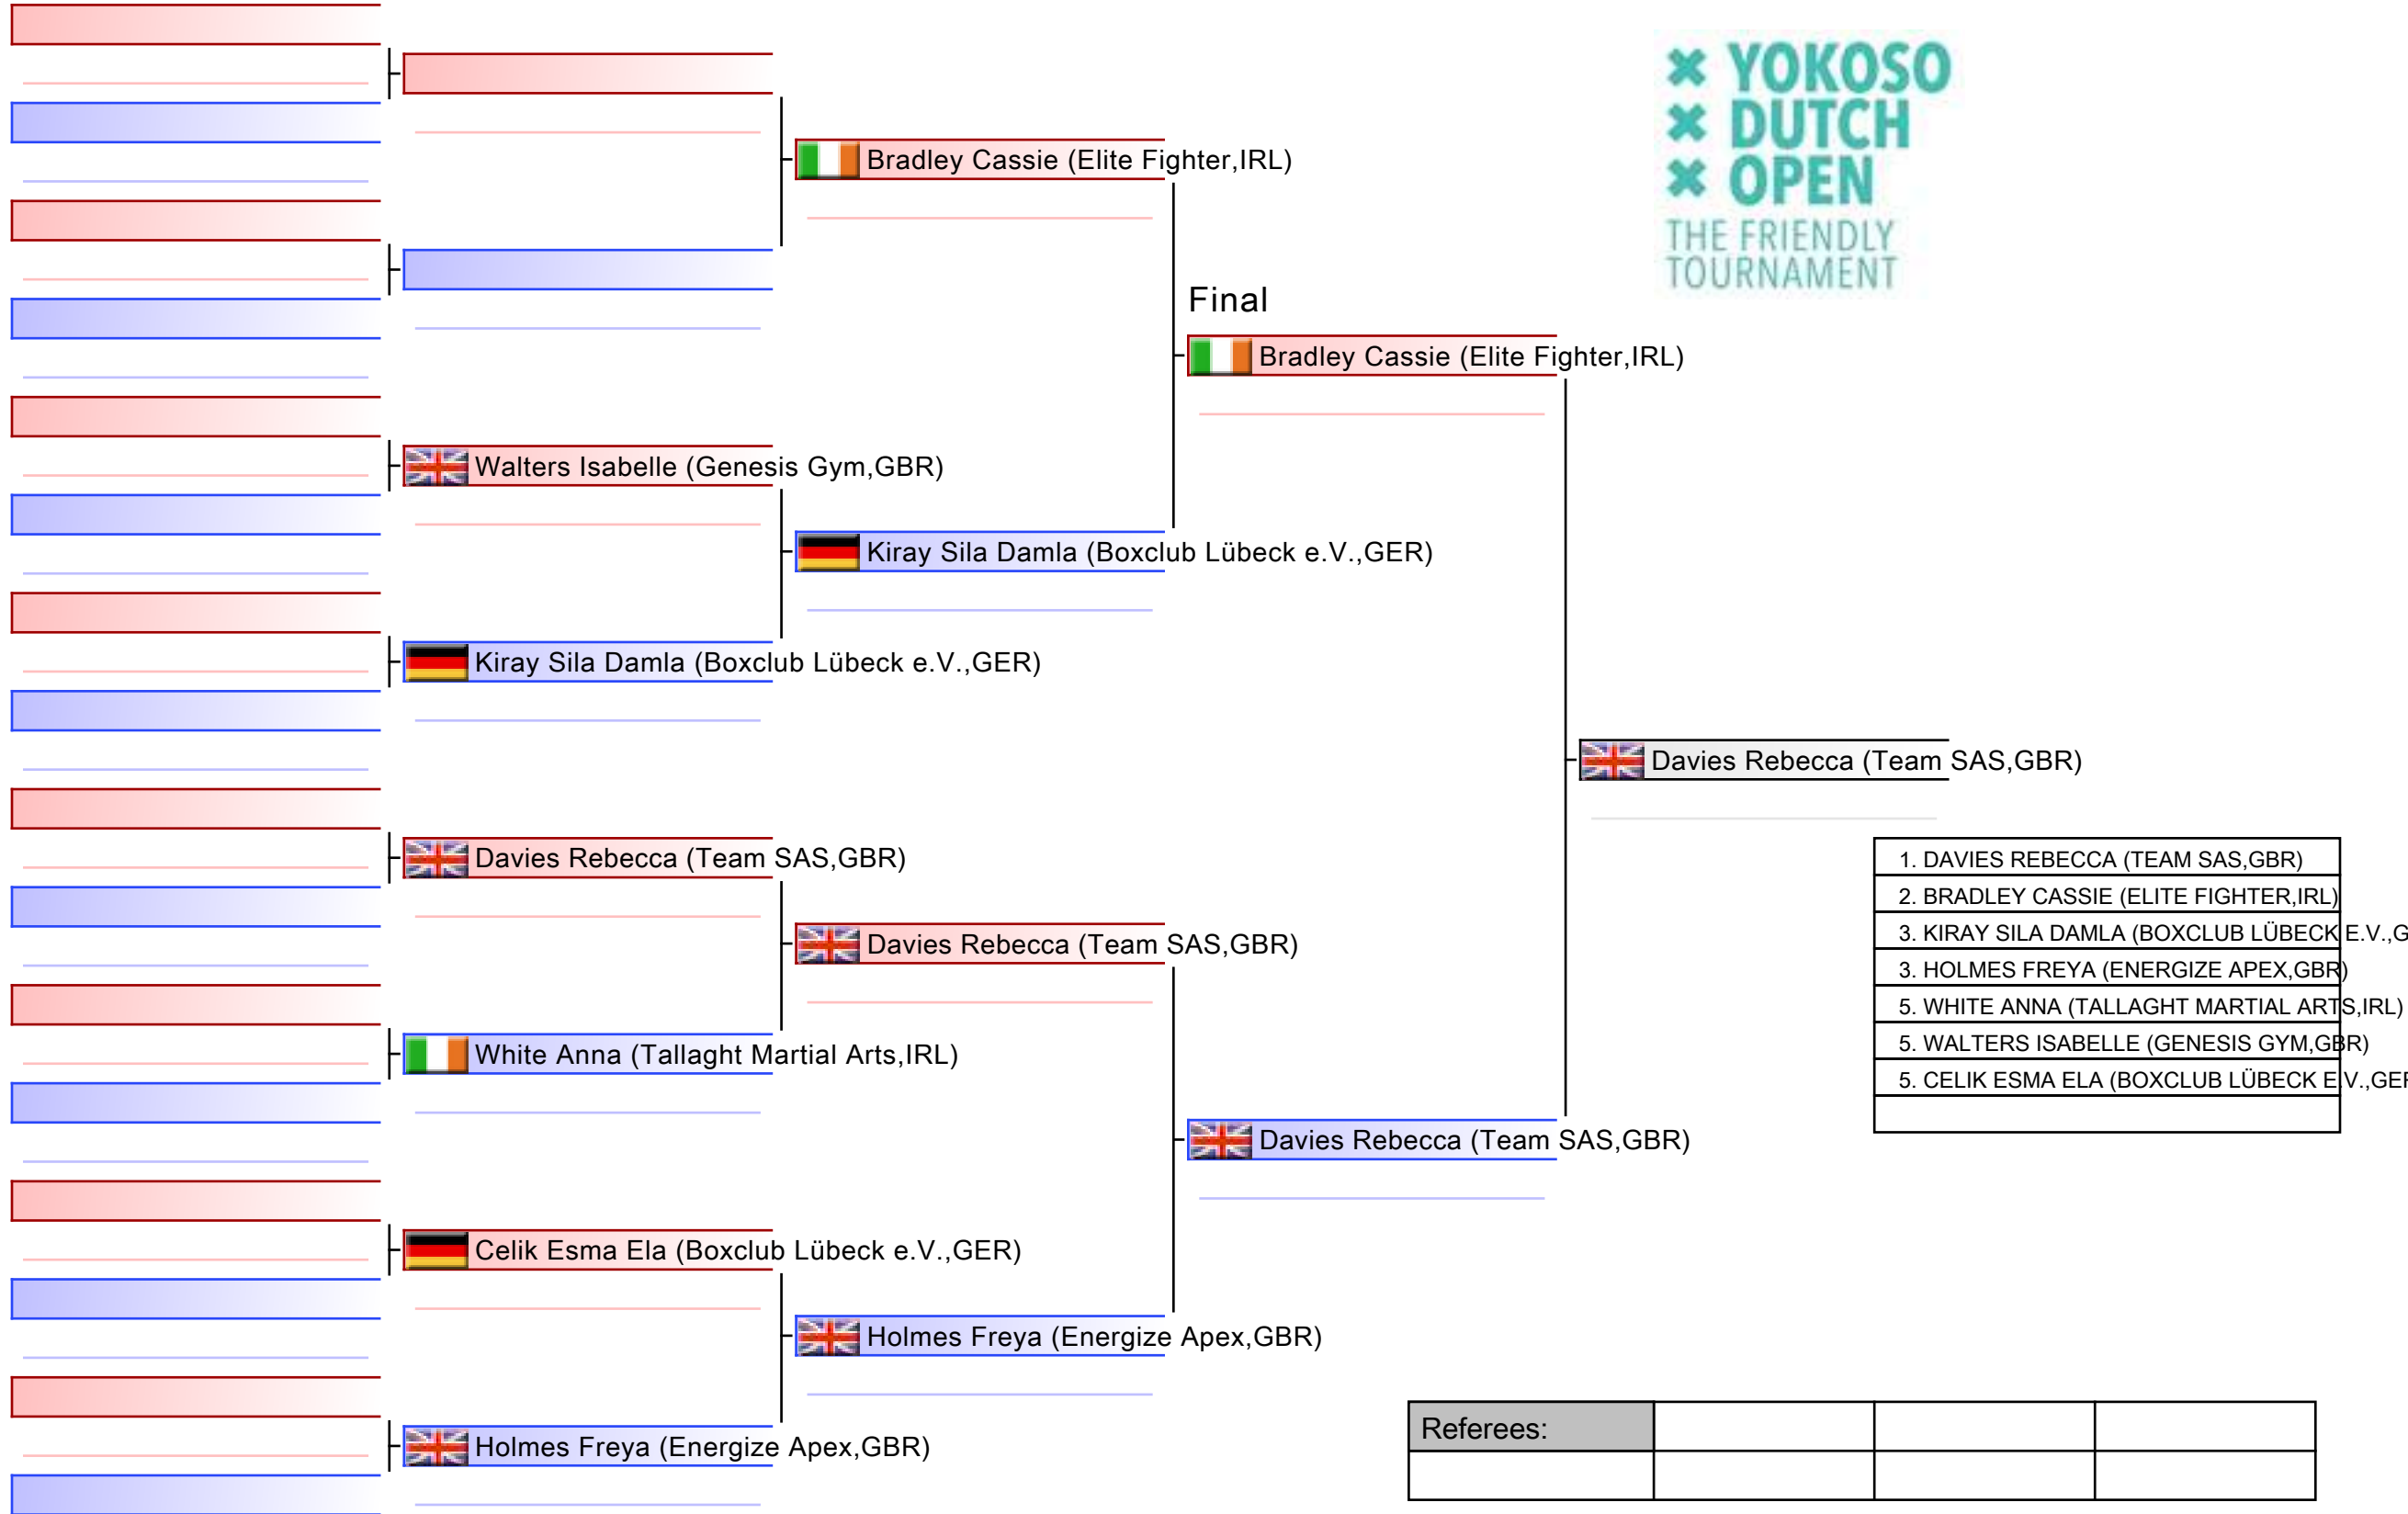 YOKOSO
DUTCH
OPEN
THE FRIENDLY
TOURNAMENT
Bradley Cassie (Elite Fighter,IRL)
Final
Bradley Cassie (Elite Fighter,IRL)
Walters Isabelle (Genesis Gym,GBR)
Kiray Sila Damla (Boxclub Lübeck e.V.,GER)
Kiray Sila Damla (Boxclub Lübeck e.V.,GER)
Davies Rebecca (Team SAS,GBR)
Davies Rebecca (Team SAS,GBR)
Davies Rebecca (Team SAS,GBR)
White Anna (Tallaght Martial Arts,IRL)
Davies Rebecca (Team SAS,GBR)
Celik Esma Ela (Boxclub Lübeck e.V.,GER)
Holmes Freya (Energize Apex,GBR)
Holmes Freya (Energize Apex,GBR)
1. DAVIES REBECCA (TEAM SAS,GBR)
2. BRADLEY CASSIE (ELITE FIGHTER,IRL)
3. KIRAY SILA DAMLA (BOXCLUB LÜBECK E.V.,G
3. HOLMES FREYA (ENERGIZE APEX,GBR)
5. WHITE ANNA (TALLAGHT MARTIAL ARTS,IRL)
5. WALTERS ISABELLE (GENESIS GYM,GBR)
5. CELIK ESMA ELA (BOXCLUB LÜBECK E.V.,GER
Referees: